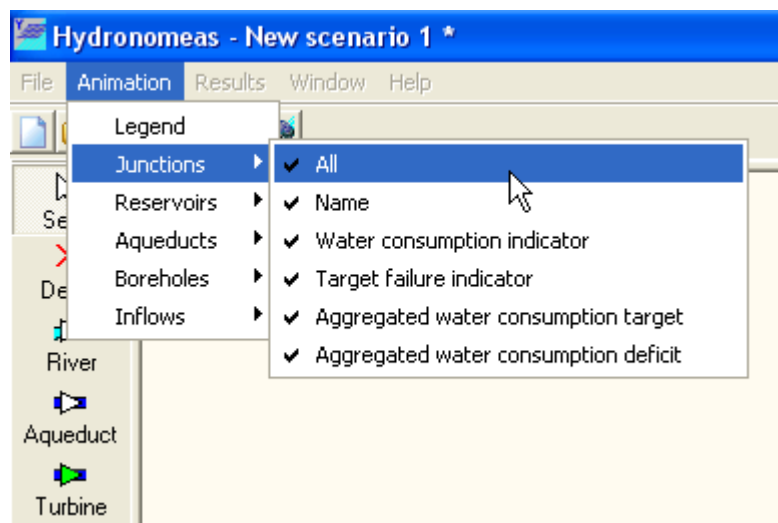 Hydronomeas - New scenario 1 *
File Animation Results Window Help
Legend
Junctions
All
Reservoirs
Name
Aqueducts
Water consumption indicator
Boreholes
Target failure indicator
Inflows
Aggregated water consumption target
Aggregated water consumption deficit
River
Aqueduct
Turbine